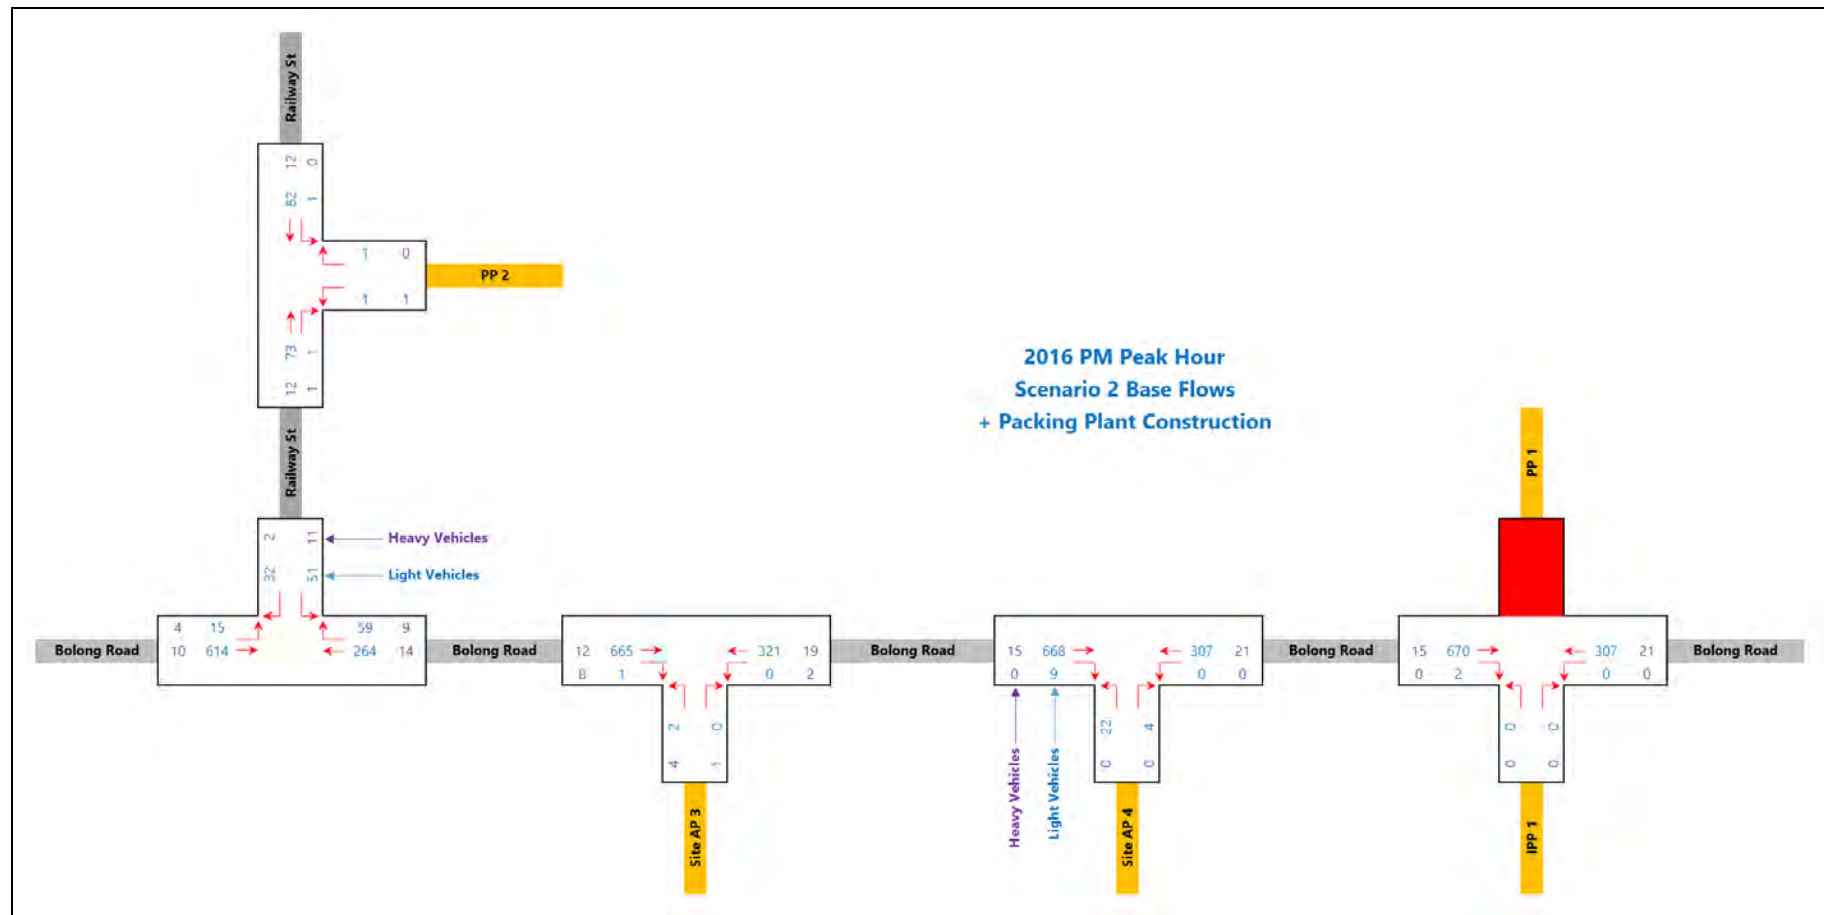 Railway St
12 0
82 1
1 0
PP 2
1 1
73 1
12 1
2016 PM Peak Hour
Scenario 2 Base Flows
+ Packing Plant Construction
Railway St
PP 1
2 11
Heavy Vehicles
32 51
Light Vehicles
4 15 59 9
Bolong Road
10 614 264 14
Bolong Road
12 665 321 19
8 1 0 2
Bolong Road
15 668 307 21
0 9 0 0
Bolong Road
15 670 307 21
0 2 0 0
Bolong Road
2 0
4 1
Site AP 3
Heavy Vehicles
Light Vehicles
22 4
0 0
Site AP 4
0 0
0 0
IPP 1